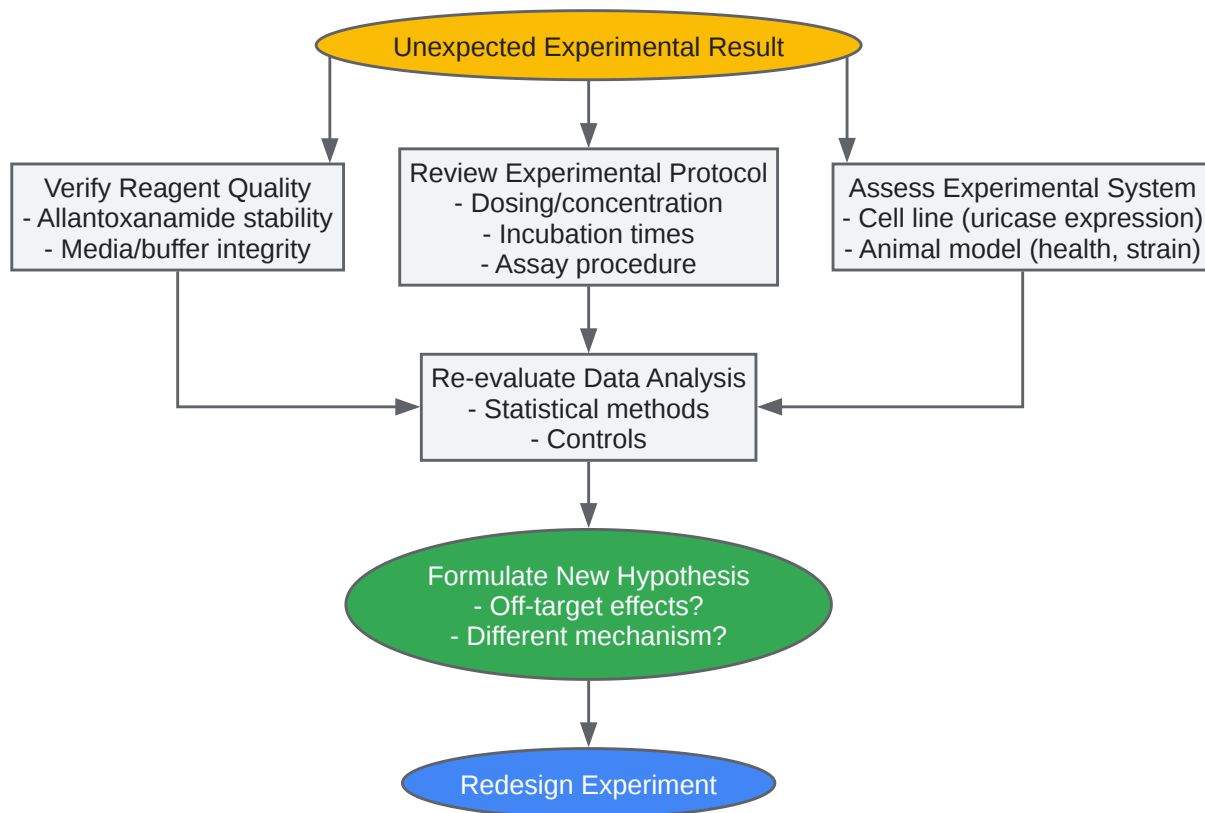 Unexpected Experimental Result
Verify Reagent Quality
- Allantoxanamide stability
- Media/buffer integrity
Review Experimental Protocol
- Dosing/concentration
- Incubation times
- Assay procedure
Assess Experimental System
- Cell line (uricase expression)
- Animal model (health, strain)
Re-evaluate Data Analysis
- Statistical methods
- Controls
Formulate New Hypothesis
- Off-target effects?
- Different mechanism?
Redesign Experiment